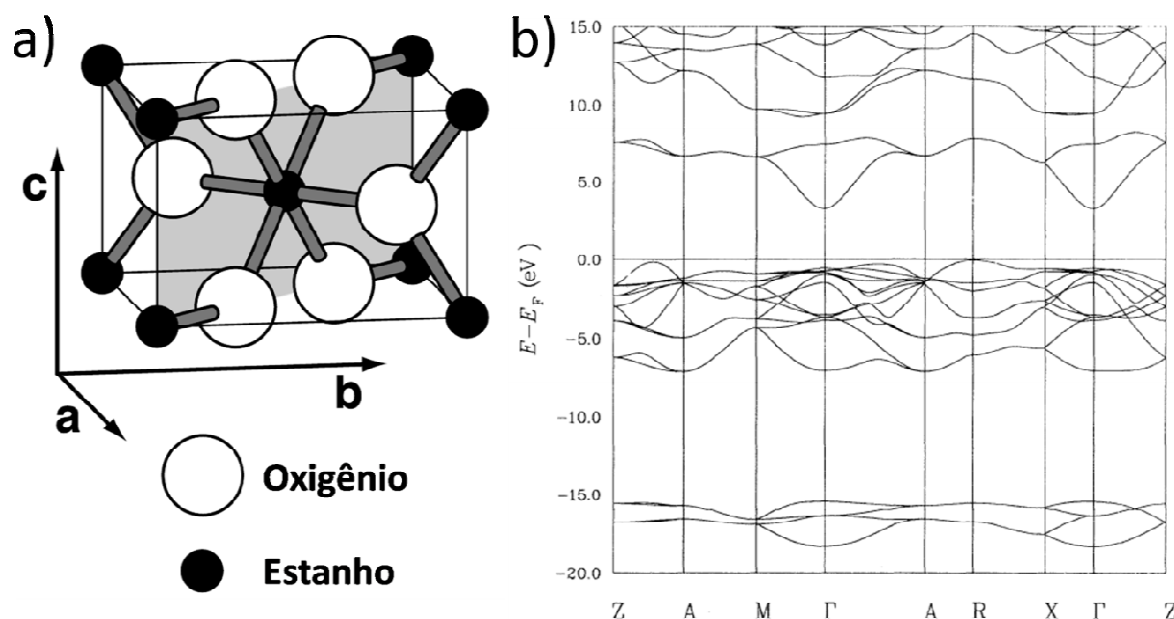 a)
c
b
a
Oxigênio
Estanho
b)
15.0
10.0
5.0
0.0
-5.0
-10.0
-15.0
-20.0
E-E_F (eV)
Z A M Γ A R X Γ Z